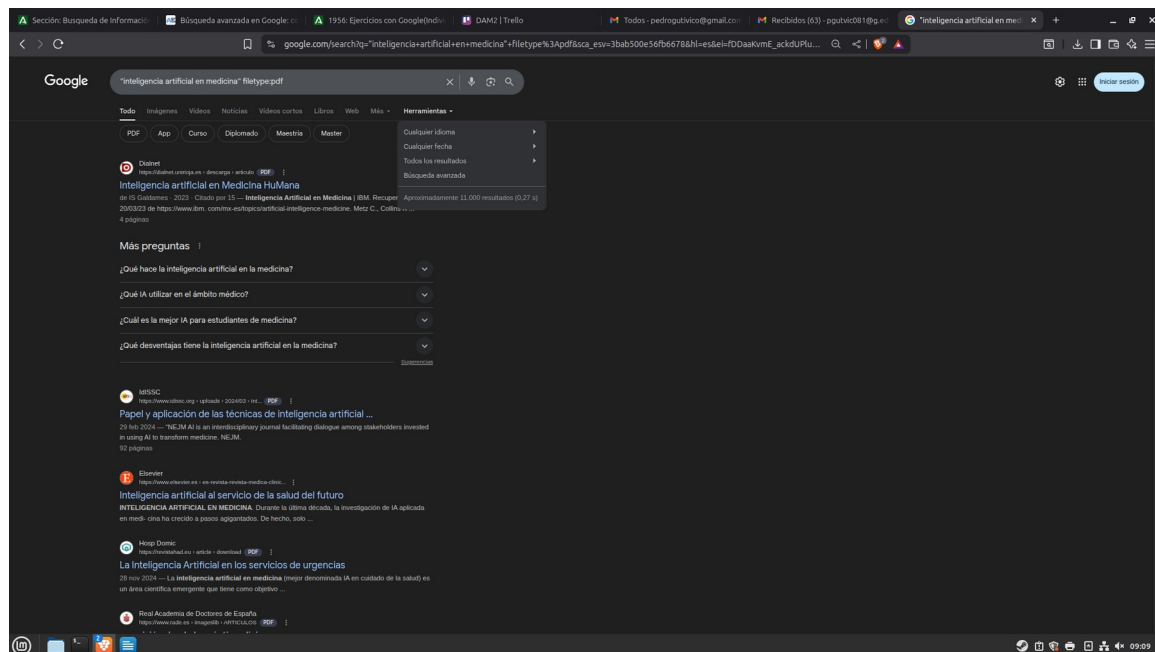 Sección: Busqueda de Informació
Búsqueda avanzada en Google: c
1956: Ejercicios con Google(Indivi
DAM2 | Trello
Todos - pedrogutivico@gmail.com
Recibidos (63) - pgutvic081@g.ed
"inteligencia artificial en med
google.com/search?q="inteligencia+artificial+en+medicina"+filetype%3Apdf&sca_esv=3bab500e56fb6678&hl=es&ei=fDDaaKvmE_ackdUPlu...
Google
"inteligencia artificial en medicina" filetype:pdf
Iniciar sesión
Todo Imágenes Vídeos Noticias Vídeos cortos Libros Web Más Herramientas
PDF App Curso Diplomado Maestria Master
Cualquier idioma
Cualquier fecha
Todos los resultados
Búsqueda avanzada
Aproximadamente 11.000 resultados (0,27 s)
Dialnet
https://dialnet.unirioja.es › descarga › articulo PDF
Inteligencia artificial en MedicIna HuMana
de IS Galdames · 2023 · Citado por 15 — Inteligencia Artificial en Medicina | IBM. Recuper
20/03/23 de https://www.ibm. com/mx-es/topics/artificial-intelligence-medicine. Metz C., Collins
4 páginas
Más preguntas
¿Qué hace la inteligencia artificial en la medicina?
¿Qué IA utilizar en el ámbito médico?
¿Cuál es la mejor IA para estudiantes de medicina?
¿Qué desventajas tiene la inteligencia artificial en la medicina?
Sugerencias
IdISSC
https://www.idissc.org › uploads › 2024/03 › Int... PDF
Papel y aplicación de las técnicas de inteligencia artificial ...
29 feb 2024 — "NEJM AI is an interdisciplinary journal facilitating dialogue among stakeholders invested
in using AI to transform medicine. NEJM.
92 páginas
Elsevier
https://www.elsevier.es › es-revista-revista-medica-clinic...
Inteligencia artificial al servicio de la salud del futuro
INTELIGENCIA ARTIFICIAL EN MEDICINA. Durante la última década, la investigación de IA aplicada
en medi- cina ha crecido a pasos agigantados. De hecho, solo ...
Hosp Domic
https://revistahad.eu › article › download PDF
La Inteligencia Artificial en los servicios de urgencias
28 nov 2024 — La inteligencia artificial en medicina (mejor denominada IA en cuidado de la salud) es
un área científica emergente que tiene como objetivo ...
Real Academia de Doctores de España
https://www.rade.es › imageslib › ARTICULOS PDF
2
09:09